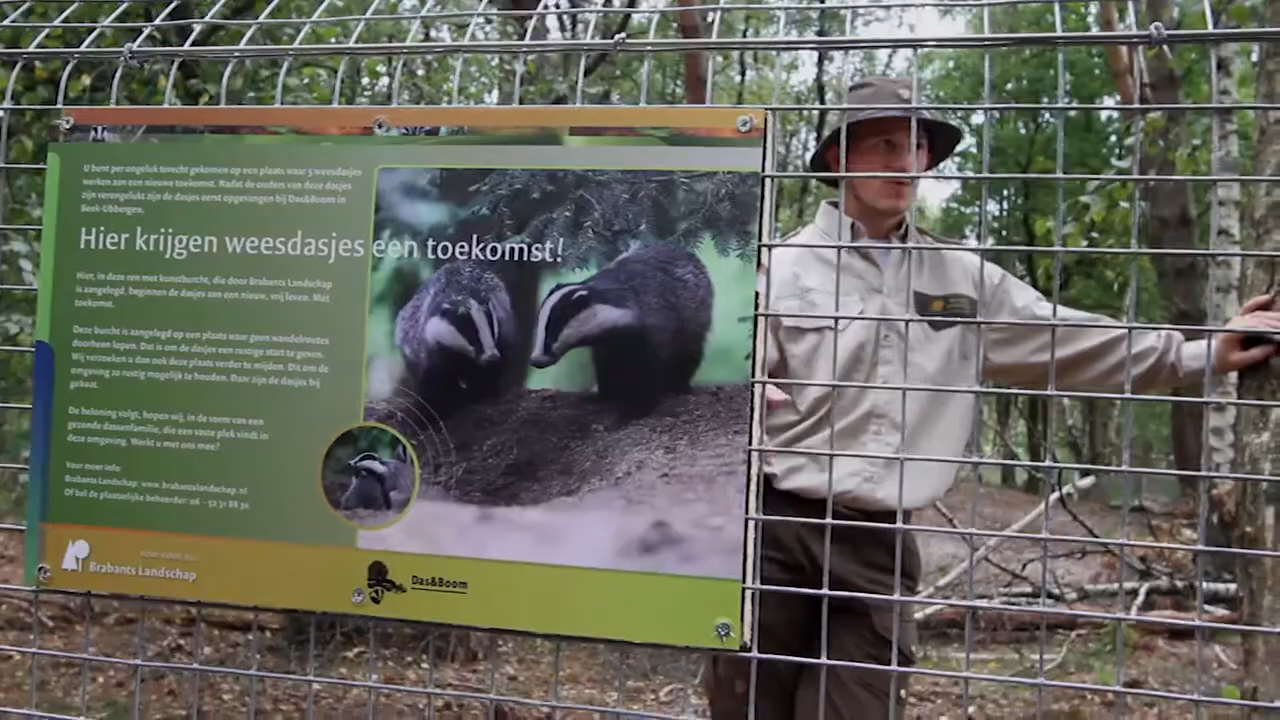 U bent per ongeluk terecht gekomen op een plaats waar 5 weesdasjes
werken aan een nieuwe toekomst. Nadat de ouders van deze dasjes
zijn verongelukt zijn de dasjes eerst opgevangen bij Das&Boom in
Beek-Ubbergen.
Hier krijgen weesdasjes een toekomst!
Hier, in deze ren met kunstburcht, die door Brabants Landschap
is aangelegd, beginnen de dasjes aan een nieuw, vrij leven. Met
toekomst.
Deze burcht is aangelegd op een plaats waar geen wandelroutes
doorheen lopen. Dat is om de dasjes een rustige start te geven.
Wij verzoeken u dan ook deze plaats verder te mijden. Dit om de
omgeving zo rustig mogelijk te houden. Daar zijn de dasjes bij
gebaat.
De beloning volgt, hopen wij, in de vorm van een
gezonde dassenfamilie, die een vaste plek vindt in
deze omgeving. Werkt u met ons mee?
Voor meer info:
Brabants Landschap: www.brabantslandschap.nl
Of bel de plaatselijke beheerder: 06 - 52 31 88 30
Brabants Landschap
Das&Boom